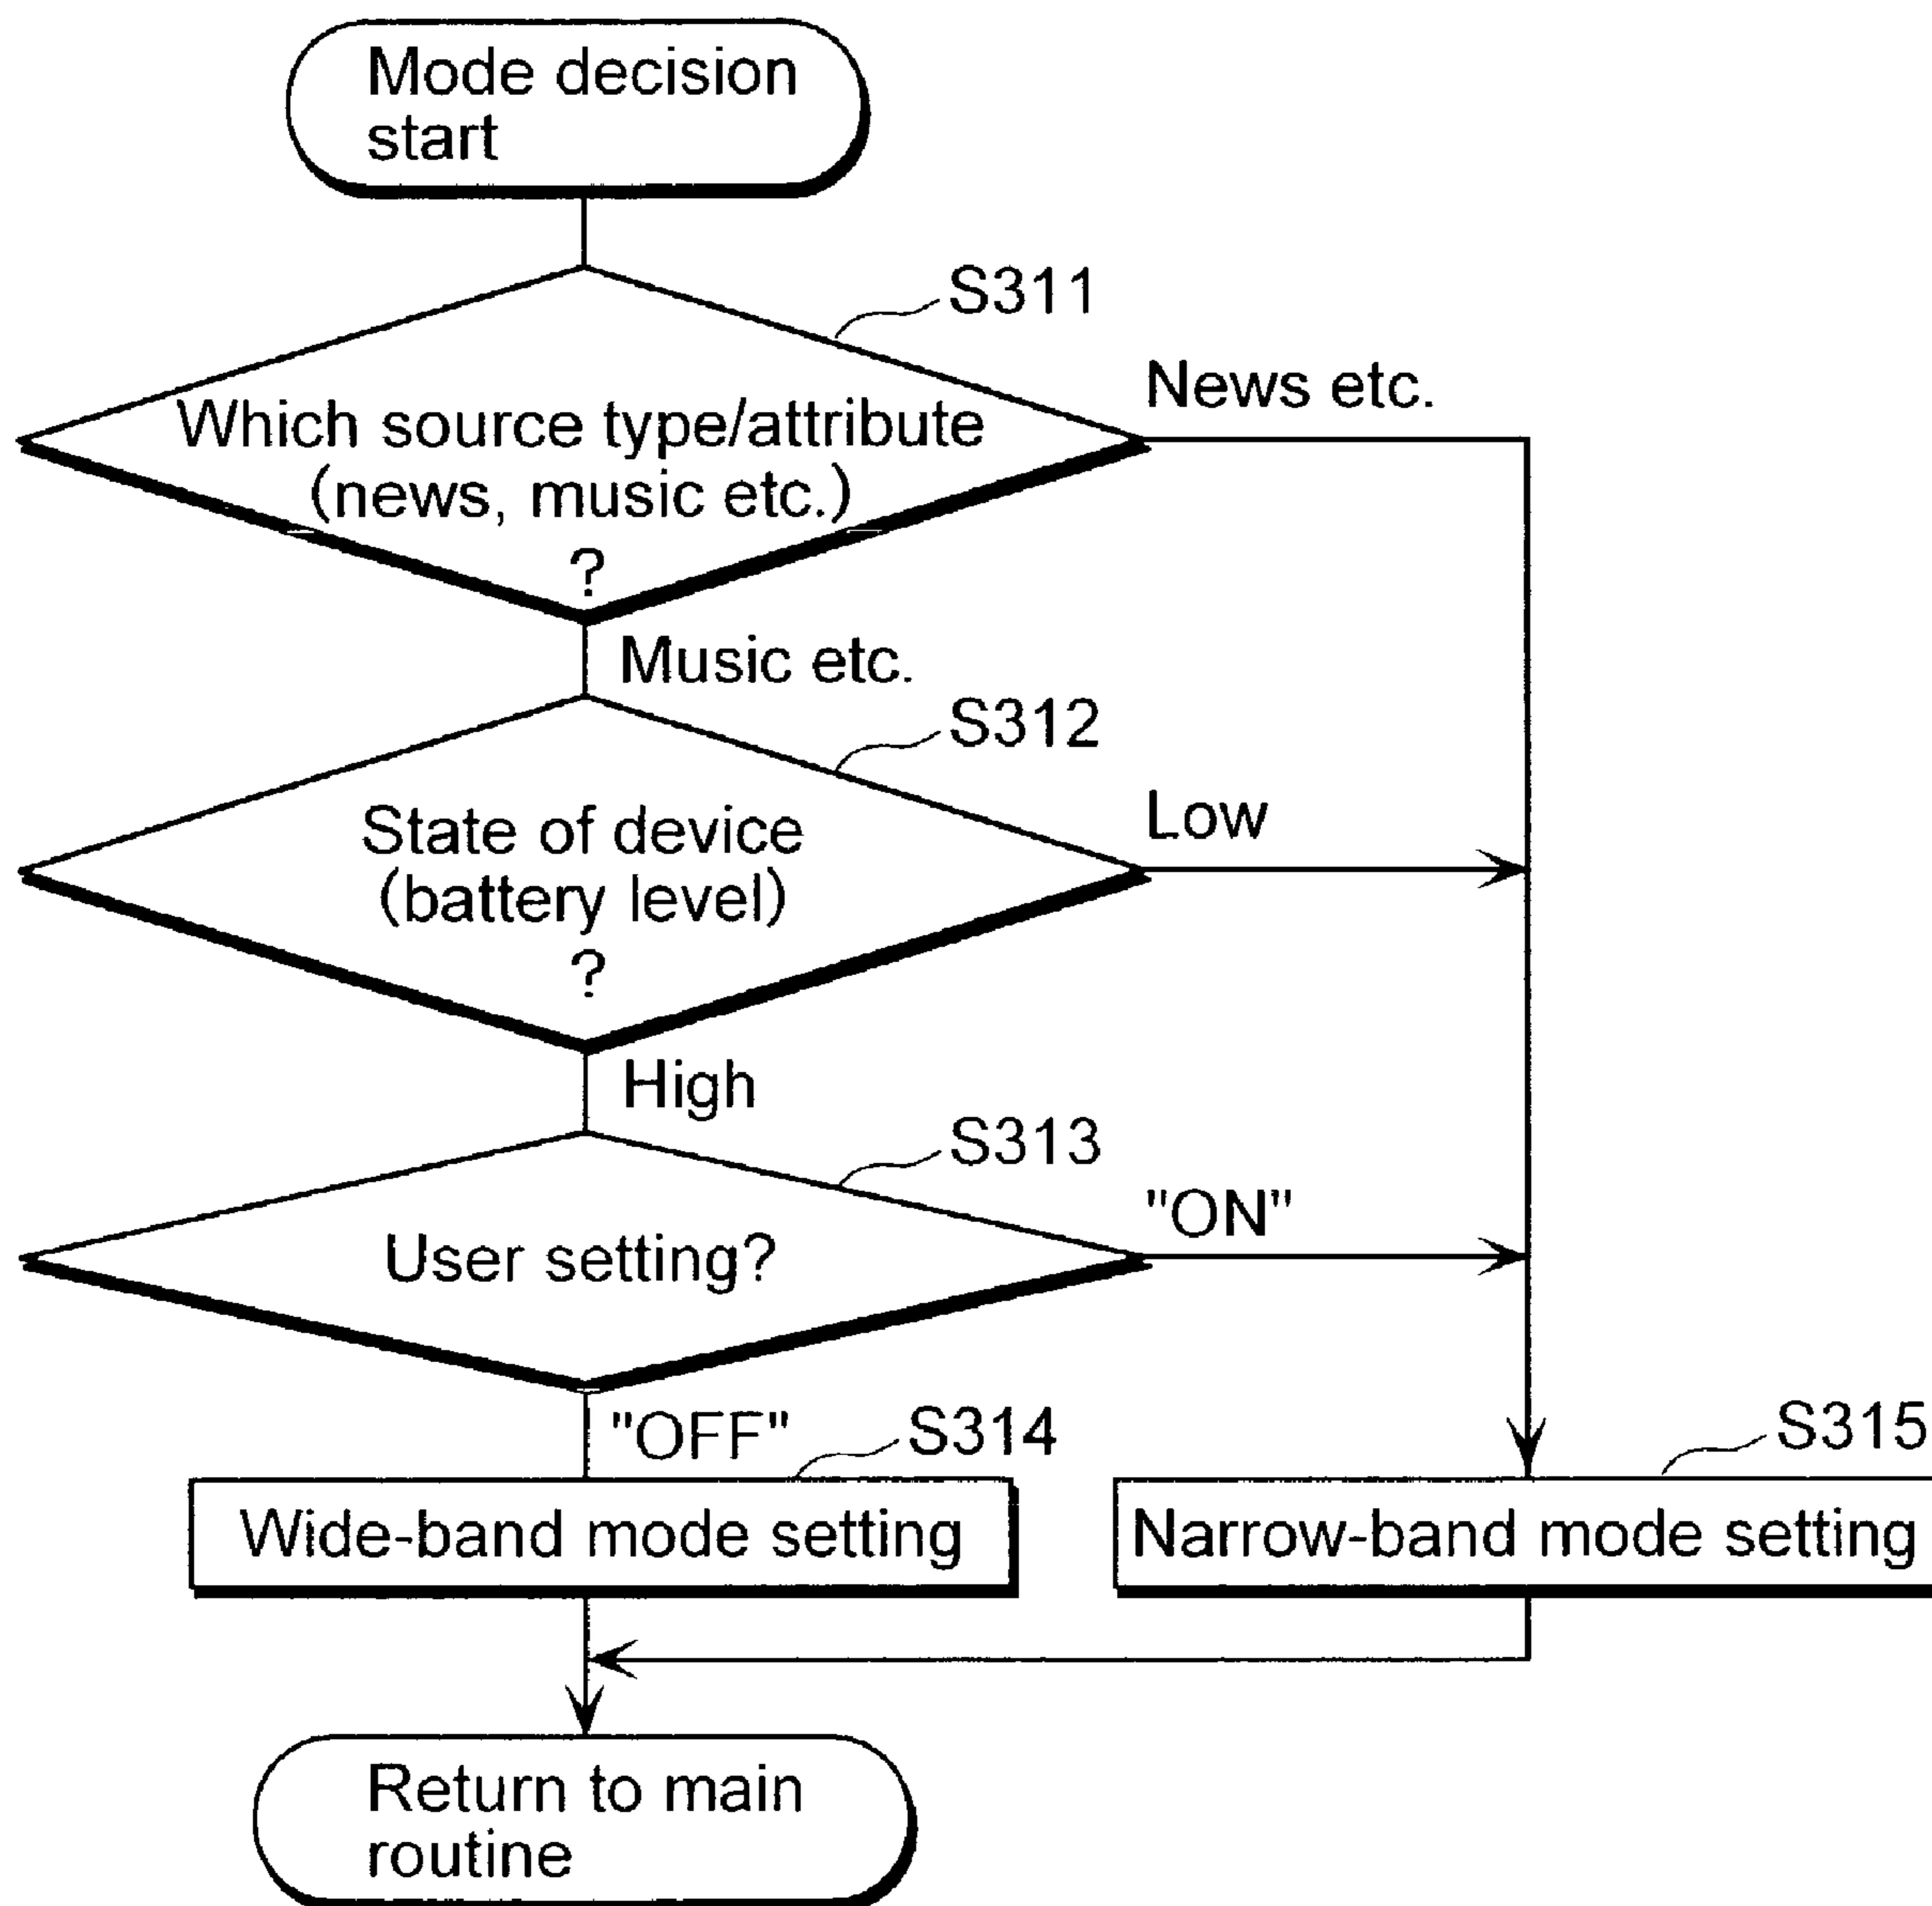 Mode decision
start
S311
News etc.
Which source type/attribute
(news, music etc.)
?
Music etc.
S312
Low
State of device
(battery level)
?
High
S313
"ON"
User setting?
"OFF"
S314
S315
Wide-band mode setting
Narrow-band mode setting
Return to main
routine